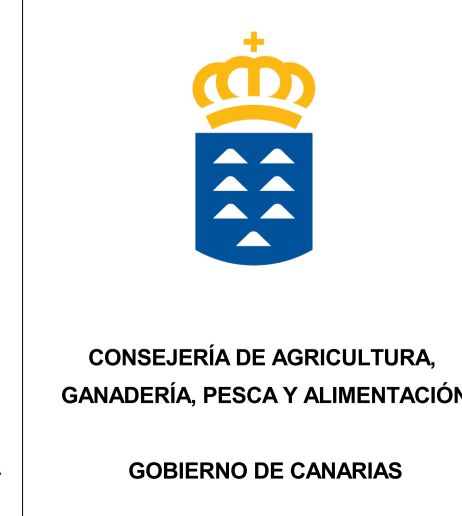 CONSEJERÍA DE AGRICULTURA,
GANADERÍA, PESCA Y ALIMENTACIÓN
GOBIERNO DE CANARIAS